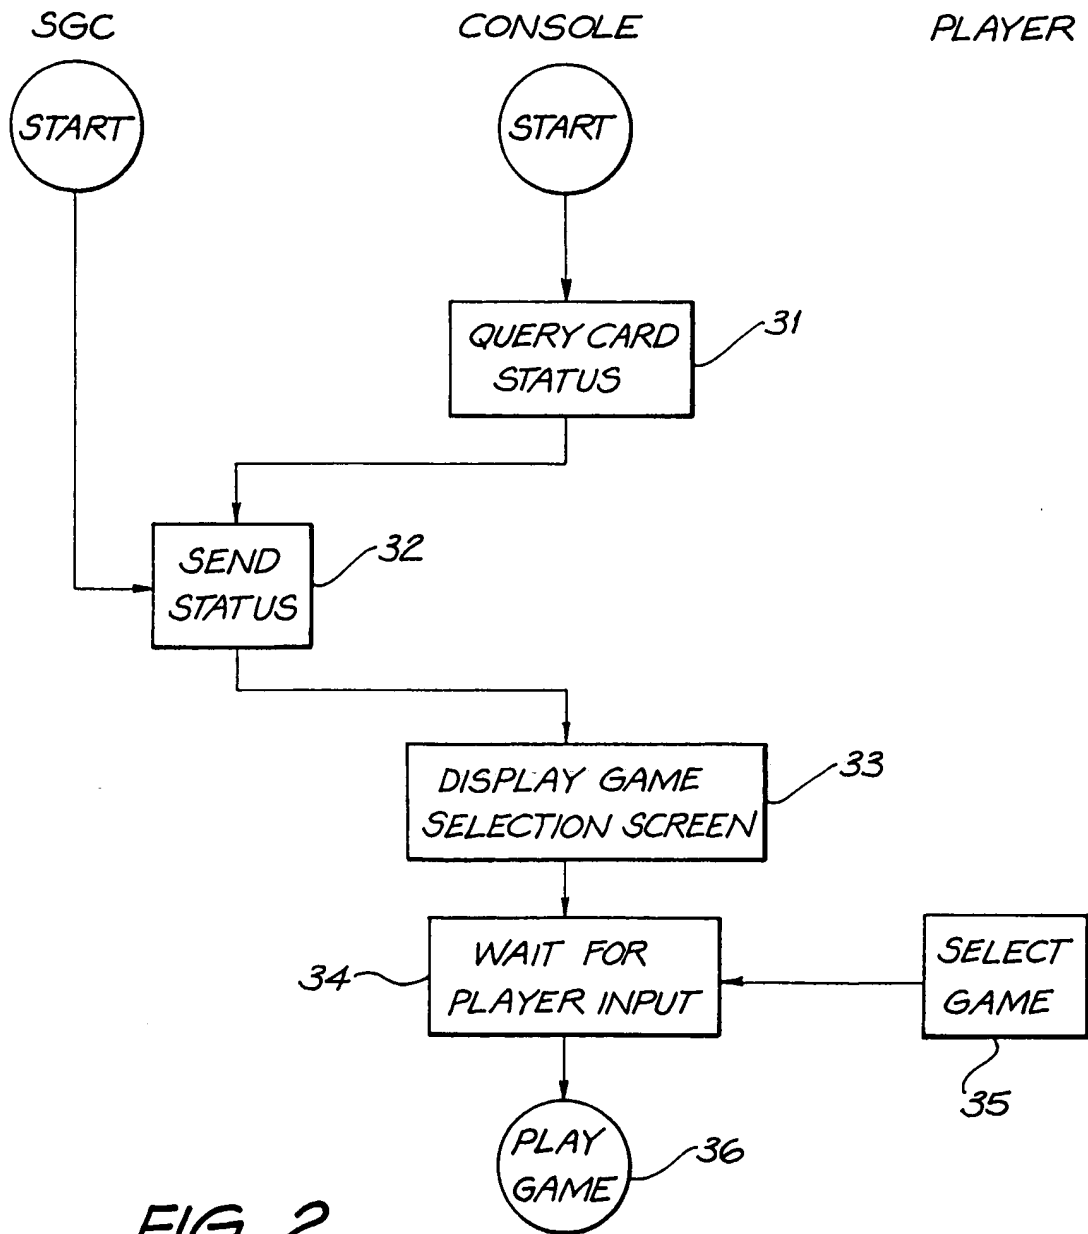 SGC CONSOLE PLAYER
START START
QUERY CARD
STATUS
31
SEND
STATUS
32
DISPLAY GAME
SELECTION SCREEN
33
WAIT FOR
PLAYER INPUT
34
SELECT
GAME
35
PLAY
GAME
36
FIG. 2